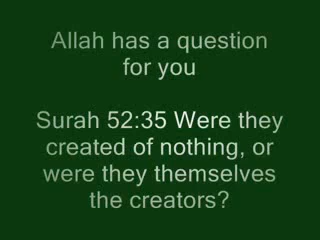 Allah has a question
for you
Surah 52:35 Were they
created of nothing, or
were they themselves
the creators?